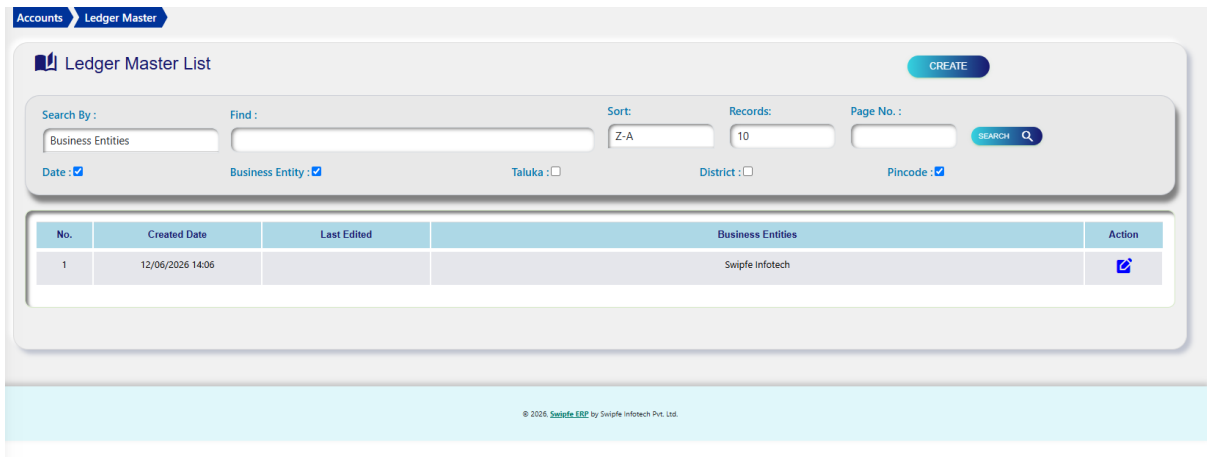 Accounts Ledger Master
Ledger Master List
CREATE
Search By : Find : Sort: Records: Page No. :
Business Entities Z-A 10 SEARCH
Date : Business Entity : Taluka : District : Pincode :
No. Created Date Last Edited Business Entities Action
1 12/06/2026 14:06 Swipfe Infotech
© 2026, Swipfe ERP by Swipfe Infotech Pvt. Ltd.